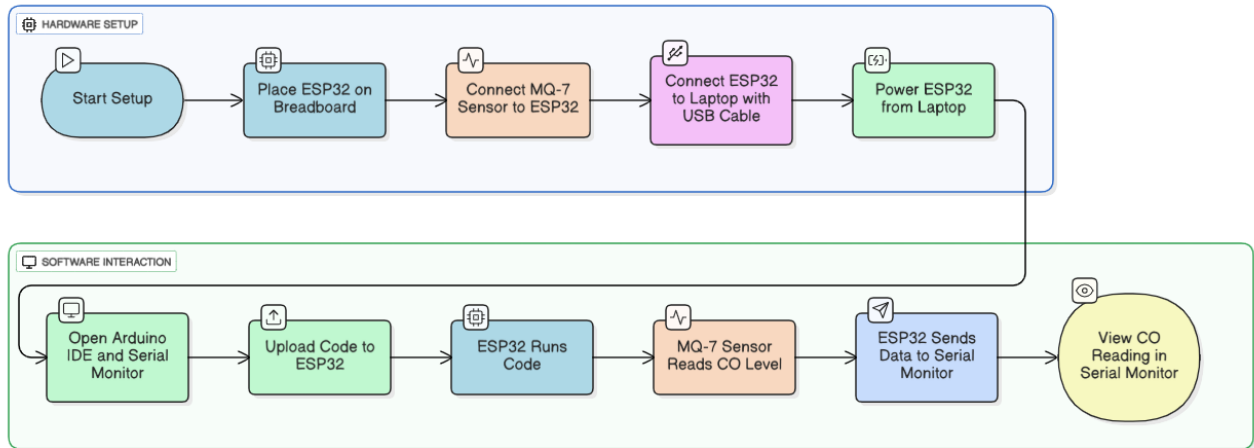 HARDWARE SETUP
Start Setup
Place ESP32 on
Breadboard
Connect MQ-7
Sensor to ESP32
Connect ESP32
to Laptop with
USB Cable
Power ESP32
from Laptop
SOFTWARE INTERACTION
Open Arduino
IDE and Serial
Monitor
Upload Code to
ESP32
ESP32 Runs
Code
MQ-7 Sensor
Reads CO Level
ESP32 Sends
Data to Serial
Monitor
View CO
Reading in
Serial Monitor